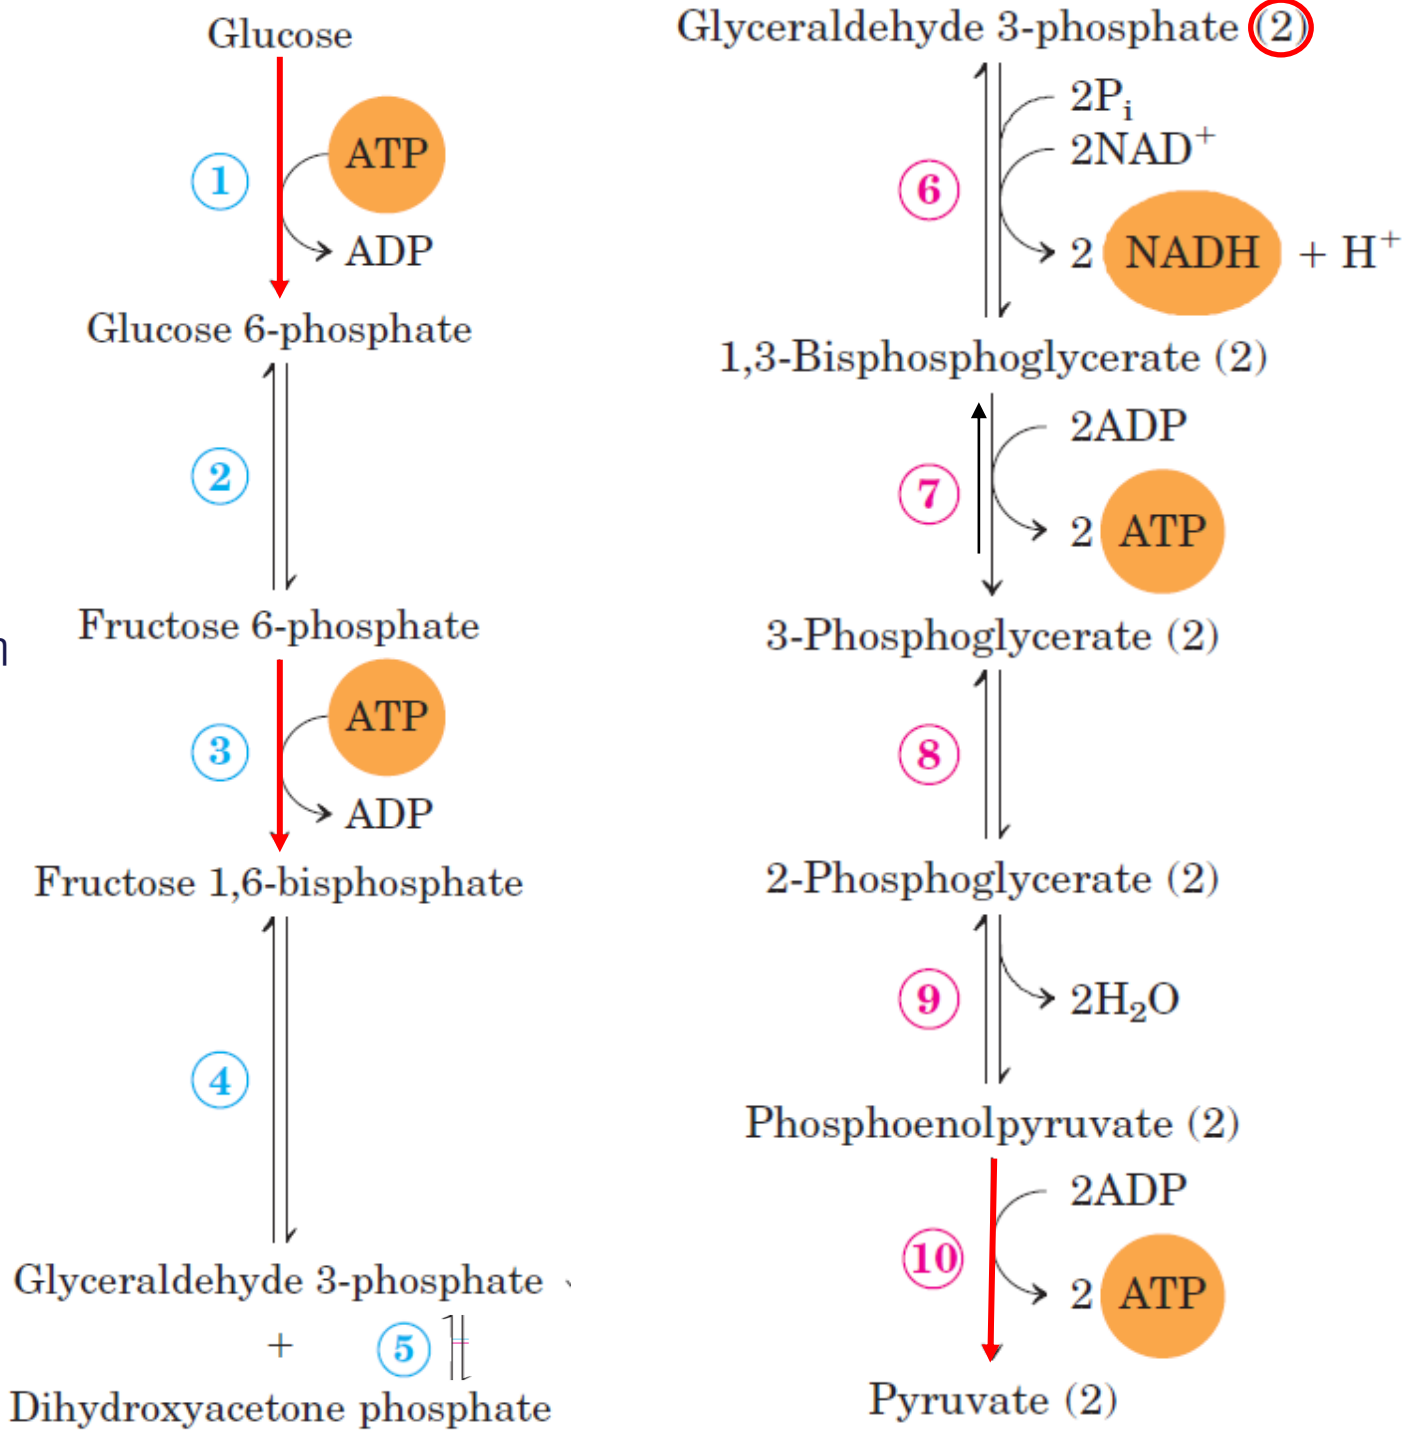 Glucose
ATP
1
ADP
Glucose 6-phosphate
2
Fructose 6-phosphate
n
ATP
3
ADP
Fructose 1,6-bisphosphate
4
Glyceraldehyde 3-phosphate
+
5
Dihydroxyacetone phosphate
Glyceraldehyde 3-phosphate (2)
2Pᵢ
2NAD⁺
6
2 NADH + H⁺
1,3-Bisphosphoglycerate (2)
2ADP
7
2 ATP
3-Phosphoglycerate (2)
8
2-Phosphoglycerate (2)
9
2H₂O
Phosphoenolpyruvate (2)
2ADP
10
2 ATP
Pyruvate (2)